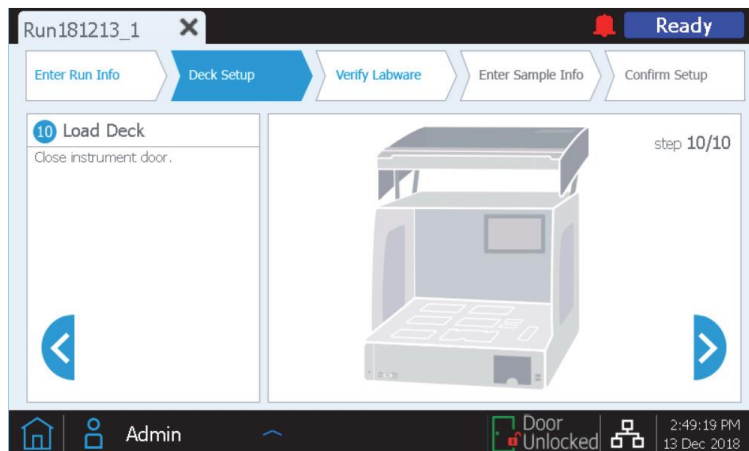 Run181213_1
Ready
Enter Run Info
Deck Setup
Verify Labware
Enter Sample Info
Confirm Setup
10 Load Deck
Close instrument door.
step 10/10
Admin
Door
Unlocked
2:49:19 PM
13 Dec 2018